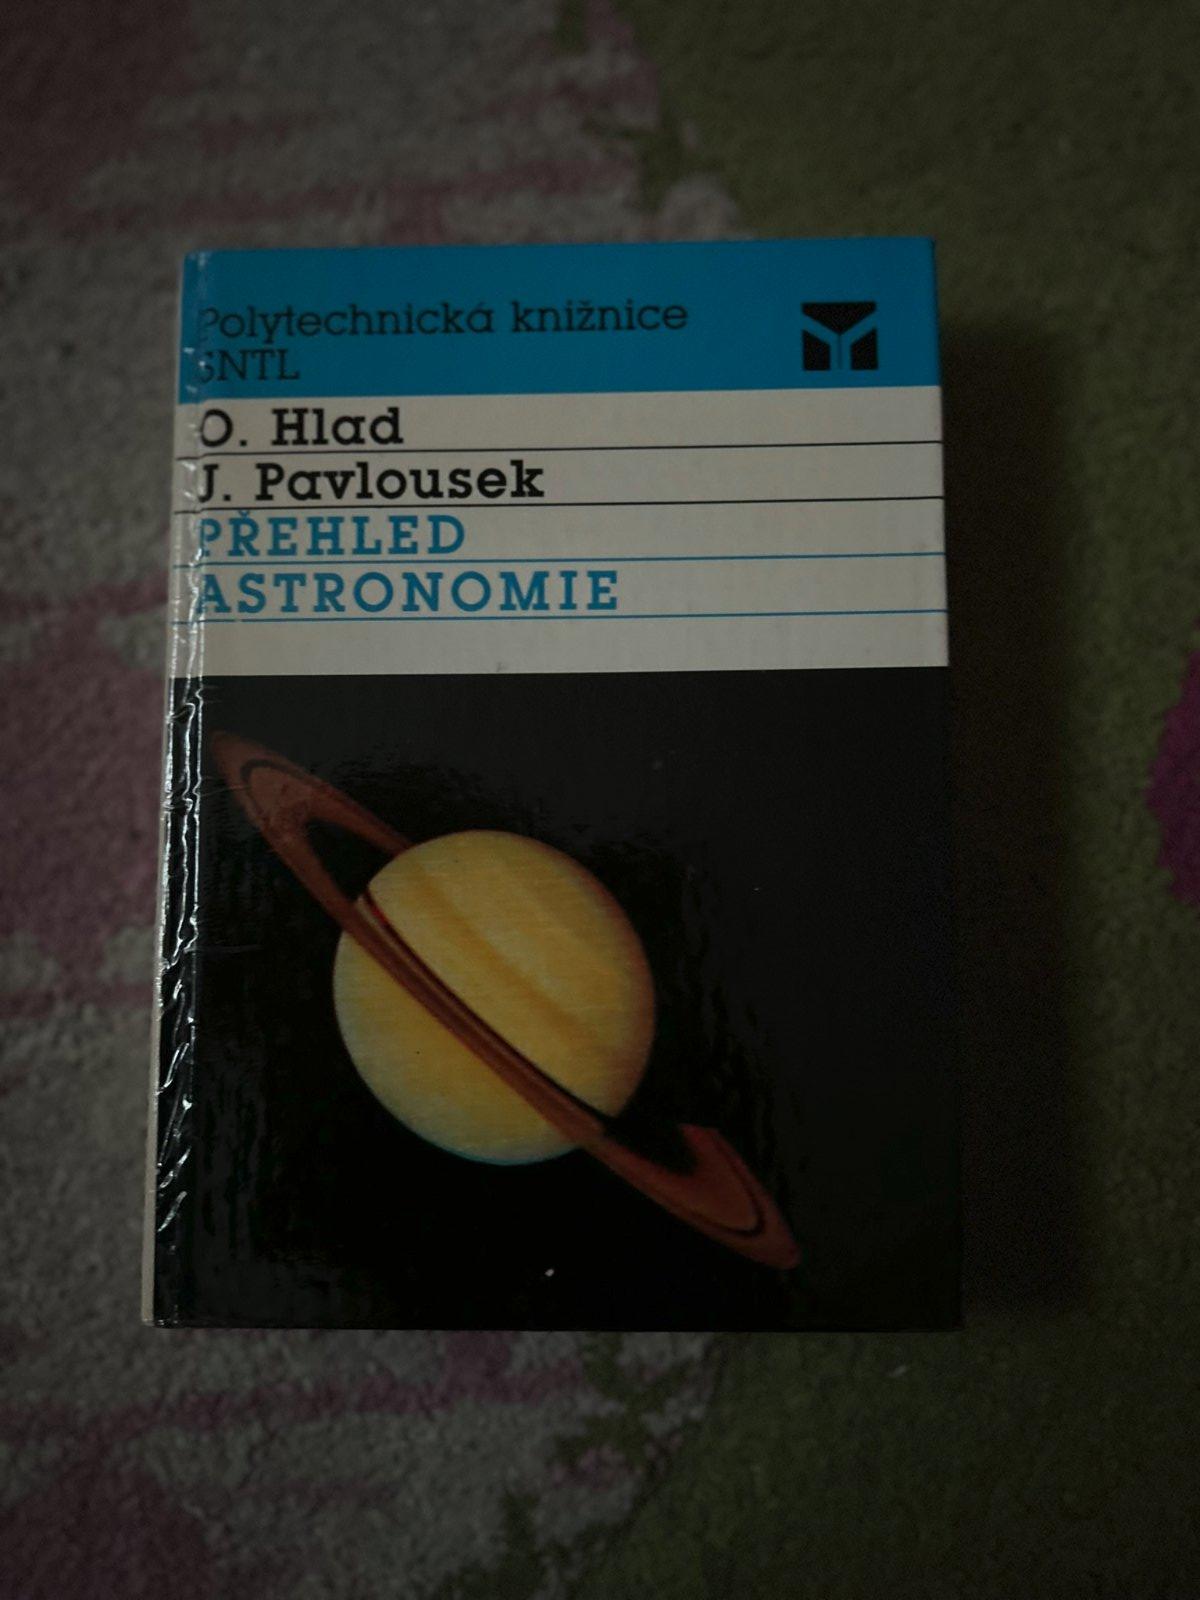 Polytechnická knižnice
SNTL
O. Hlad
J. Pavlousek
PŘEHLED
ASTRONOMIE